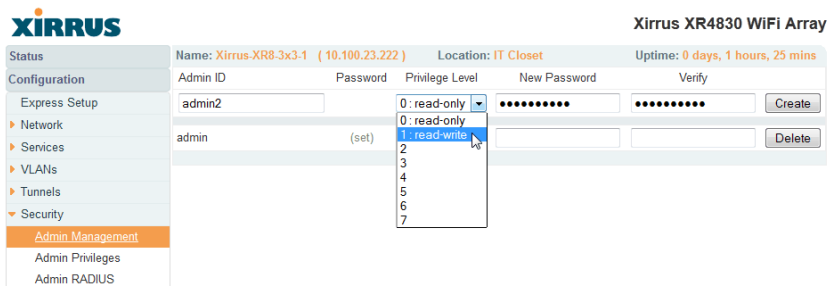 XIRRUS
Xirrus XR4830 WiFi Array
Status
Name: Xirrus-XR8-3x3-1 ( 10.100.23.222 ) Location: IT Closet Uptime: 0 days, 1 hours, 25 mins
Configuration
Admin ID Password Privilege Level New Password Verify
Express Setup
admin2 0 : read-only •••••••••• •••••••••• Create
0 : read-only
Network
1 : read-write
admin (set) Delete
Services
2
3
VLANs
4
Tunnels
5
6
Security
7
Admin Management
Admin Privileges
Admin RADIUS